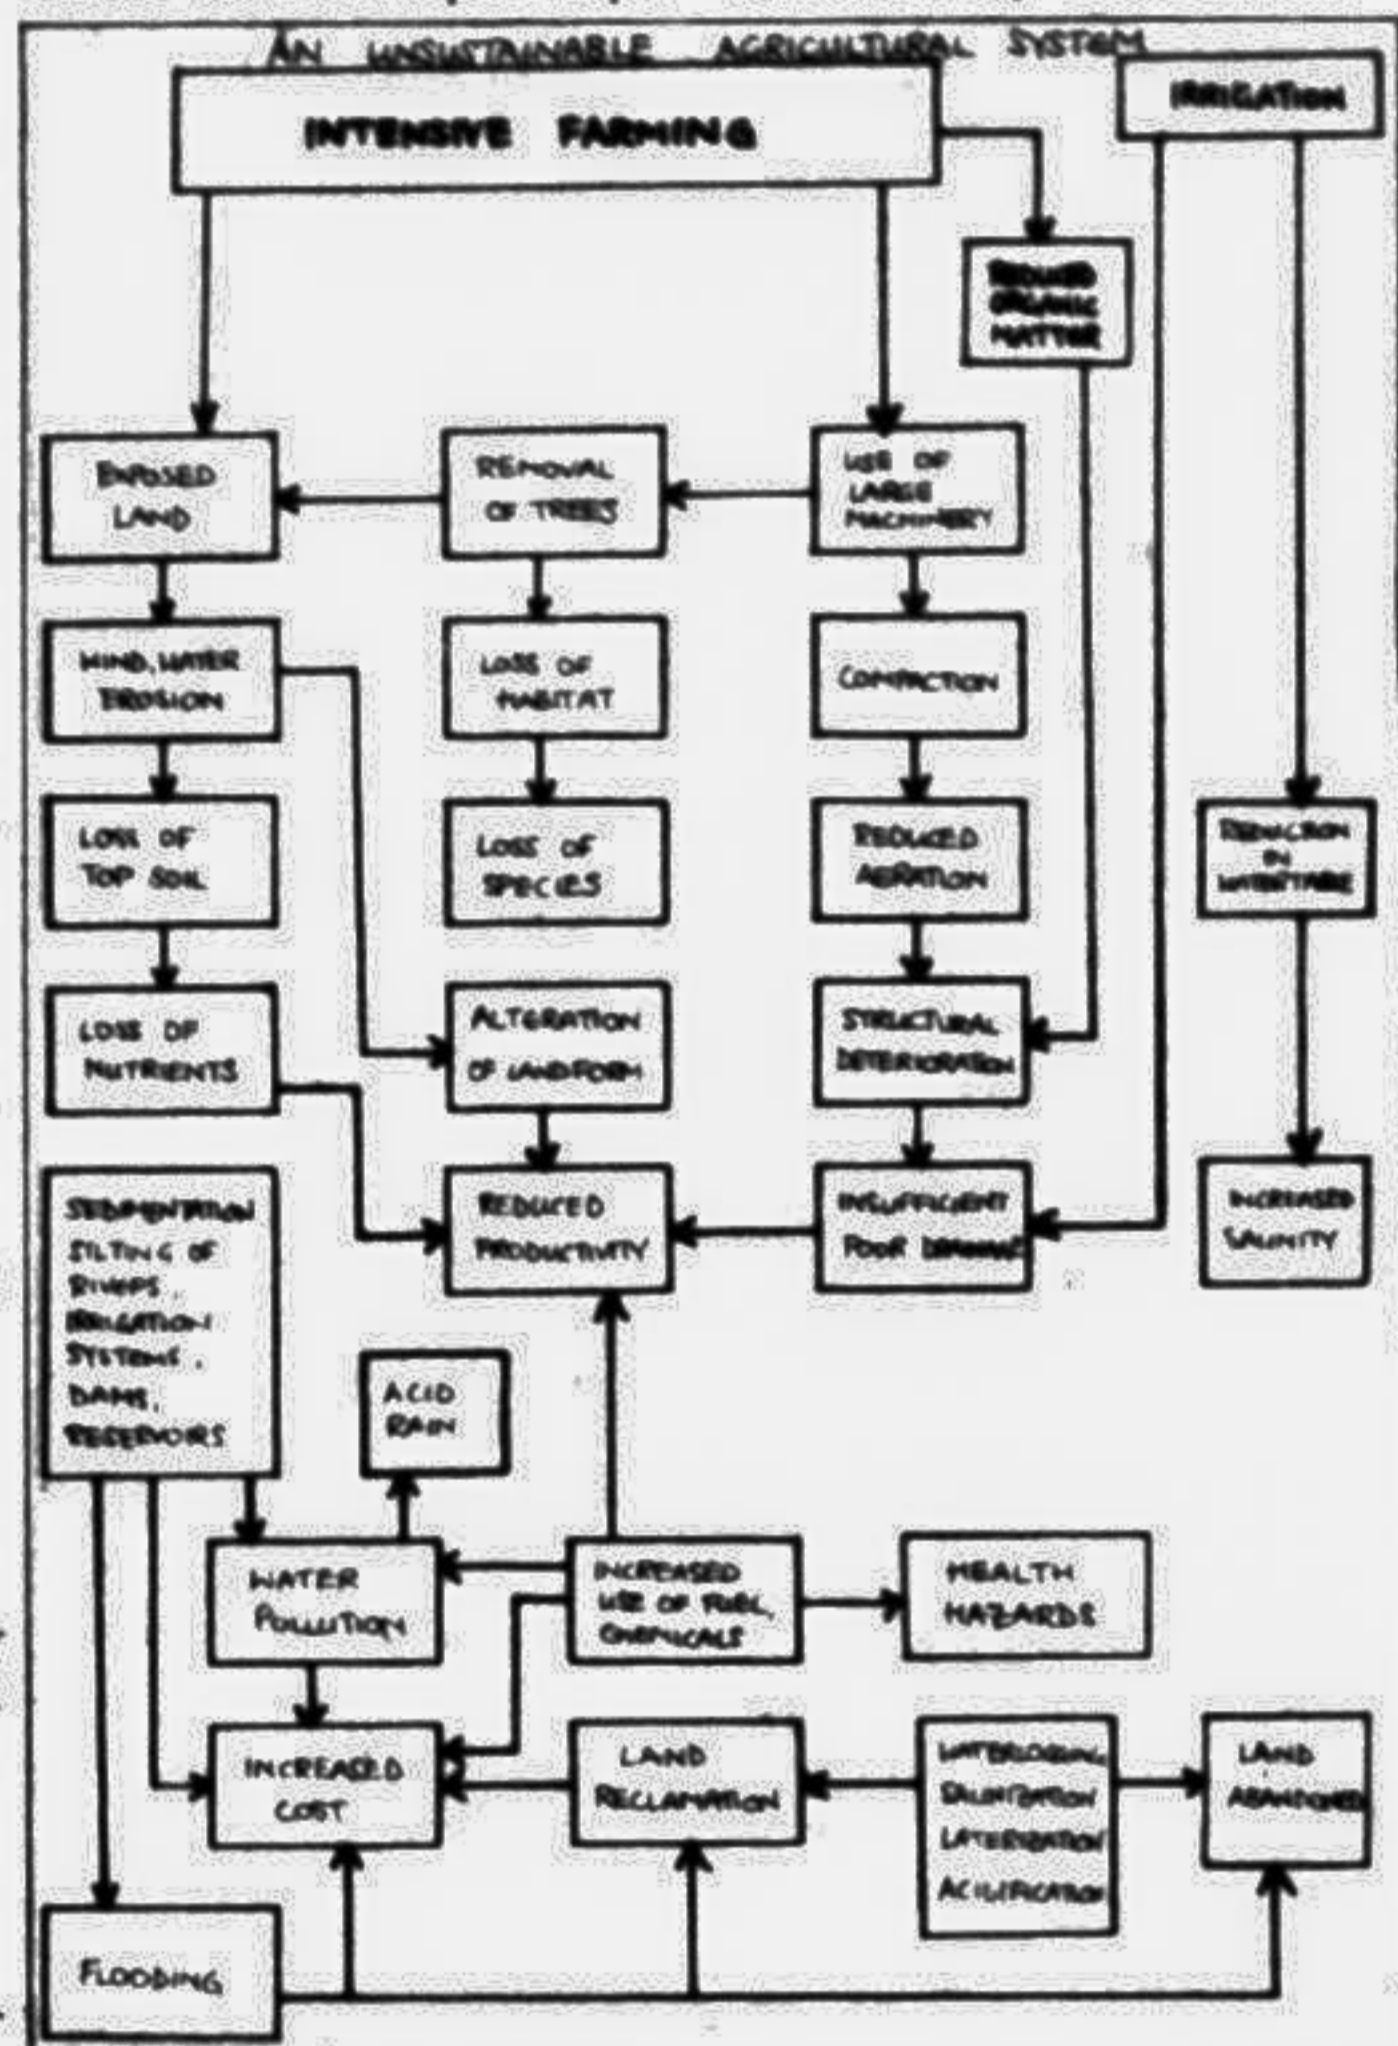 AN UNSUSTAINABLE AGRICULTURAL SYSTEM
INTENSIVE FARMING
IRRIGATION
REDUCED
ORGANIC
MATTER
EXPOSED
LAND
REMOVAL
OF TREES
USE OF
LARGE
MACHINERY
WIND, WATER
EROSION
LOSS OF
HABITAT
COMPACTION
LOSS OF
TOP SOIL
LOSS OF
SPECIES
REDUCED
AERATION
REDUCTION
IN
WATERTABLE
LOSS OF
NUTRIENTS
ALTERATION
OF LANDFORM
STRUCTURAL
DETERIORATION
SEDIMENTATION
SILTING OF
RIVERS,
IRRIGATION
SYSTEMS,
DAMS,
RESERVOIRS
REDUCED
PRODUCTIVITY
INSUFFICIENT
POOR DRAINAGE
INCREASED
SALINITY
ACID
RAIN
WATER
POLLUTION
INCREASED
USE OF FUEL,
CHEMICALS
HEALTH
HAZARDS
INCREASED
COST
LAND
RECLAMATION
WATERLOGGING
SALINIZATION
LATERIZATION
LAND
ABANDONED
FLOODING